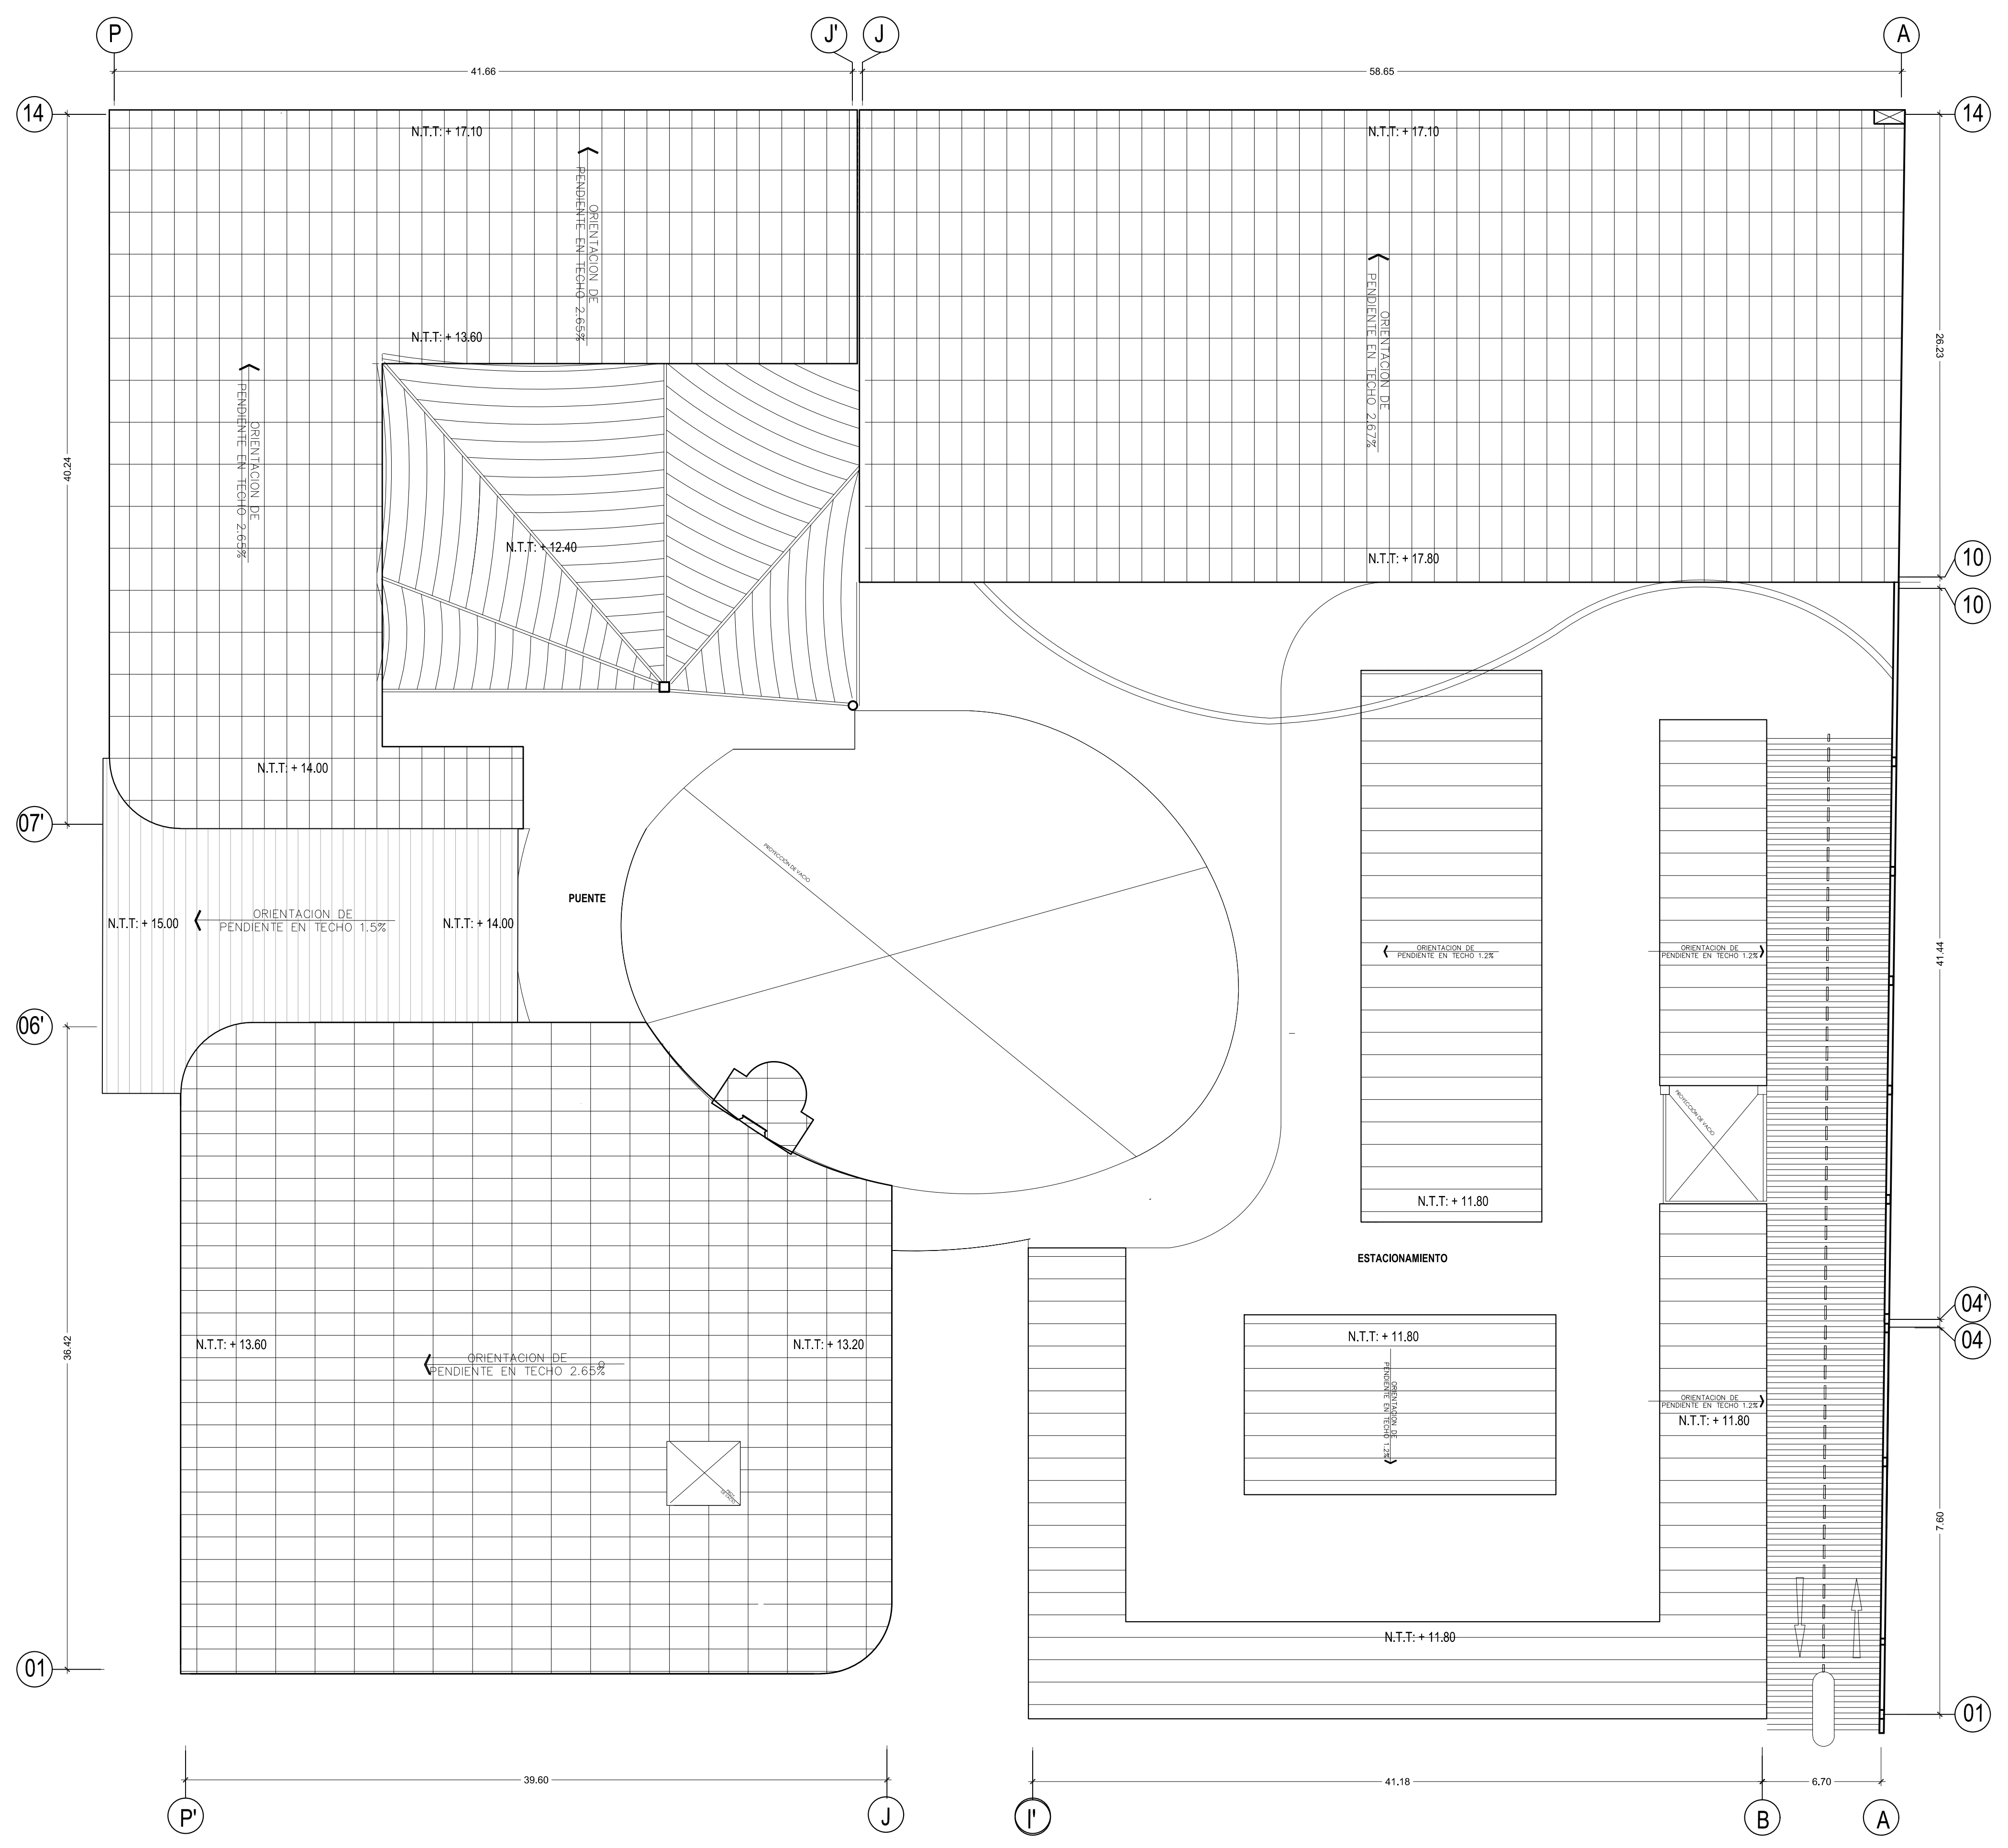 P
J'
J
A
41.66
58.65
14
14
N.T.T: + 17.10
N.T.T: + 17.10
ORIENTACION DE
PENDIENTE EN TECHO 2.65%
ORIENTACION DE
PENDIENTE EN TECHO 2.67%
26.23
N.T.T: + 13.60
ORIENTACION DE
PENDIENTE EN TECHO 2.65%
40.24
N.T.T: + 12.40
N.T.T: + 17.80
10
10
N.T.T: + 14.00
07'
PROYECCIÓN DE VACIO
PUENTE
N.T.T: + 15.00
ORIENTACION DE
PENDIENTE EN TECHO 1.5%
N.T.T: + 14.00
ORIENTACION DE
PENDIENTE EN TECHO 1.2%
ORIENTACION DE
PENDIENTE EN TECHO 1.2%
41.44
06'
PROYECCIÓN DE VACIO
N.T.T: + 11.80
ESTACIONAMIENTO
04'
04
N.T.T: + 13.60
N.T.T: + 13.20
N.T.T: + 11.80
36.42
ORIENTACION DE
PENDIENTE EN TECHO 2.65%
ORIENTACION DE
PENDIENTE EN TECHO 1.2%
ORIENTACION DE
PENDIENTE EN TECHO 1.2%
N.T.T: + 11.80
7.60
N.T.T: + 11.80
01
01
39.60
41.18
6.70
P'
J
I'
B
A